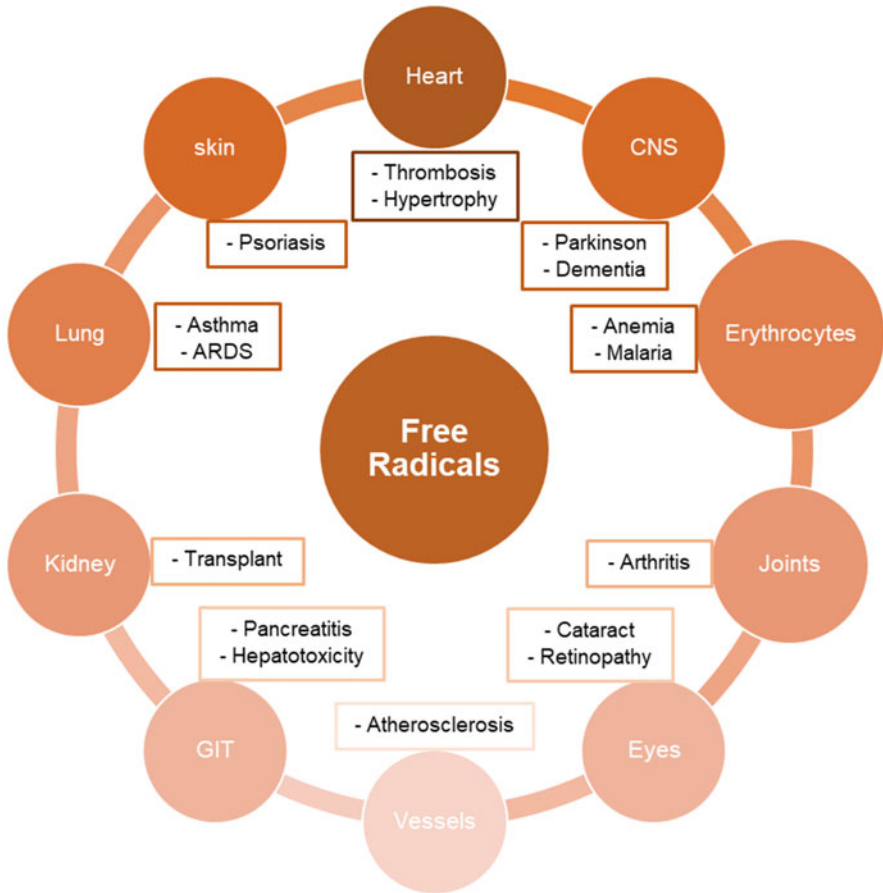 Heart
- Thrombosis
- Hypertrophy
CNS
- Parkinson
- Dementia
Erythrocytes
- Anemia
- Malaria
Joints
- Arthritis
Eyes
- Cataract
- Retinopathy
Vessels
- Atherosclerosis
GIT
- Pancreatitis
- Hepatotoxicity
Kidney
- Transplant
Lung
- Asthma
- ARDS
skin
- Psoriasis
Free
Radicals